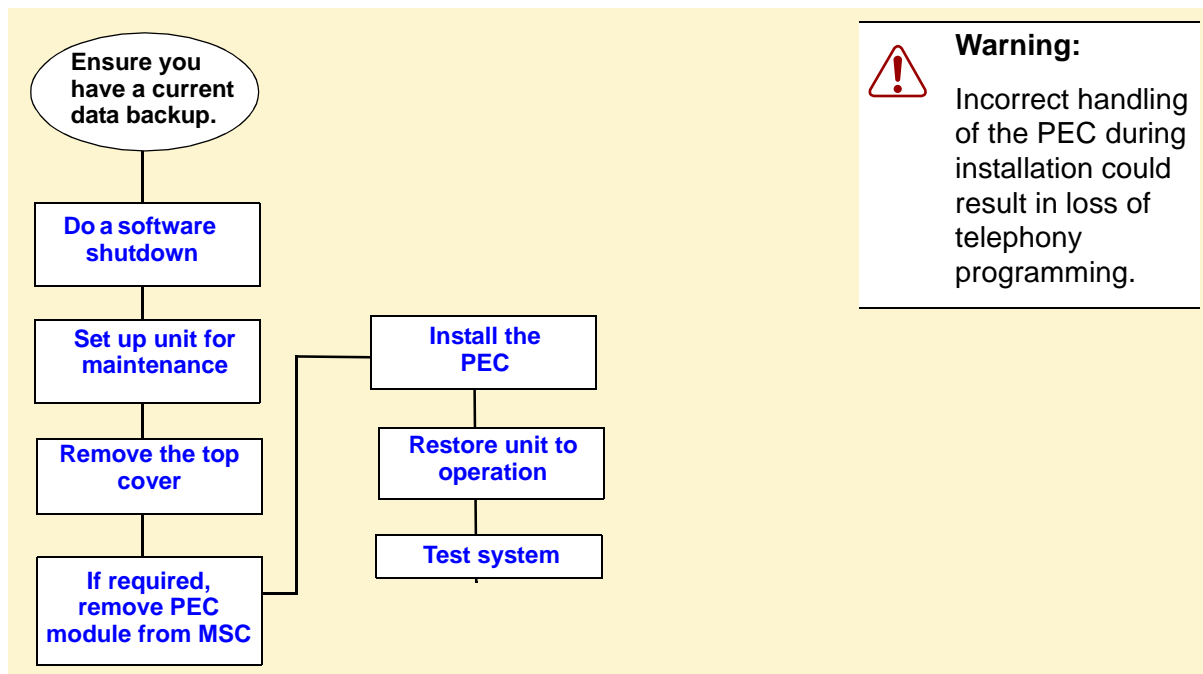 Ensure you
have a current
data backup.
Do a software
shutdown
Set up unit for
maintenance
Remove the top
cover
If required,
remove PEC
module from MSC
Install the
PEC
Restore unit to
operation
Test system
Warning:
Incorrect handling
of the PEC during
installation could
result in loss of
telephony
programming.